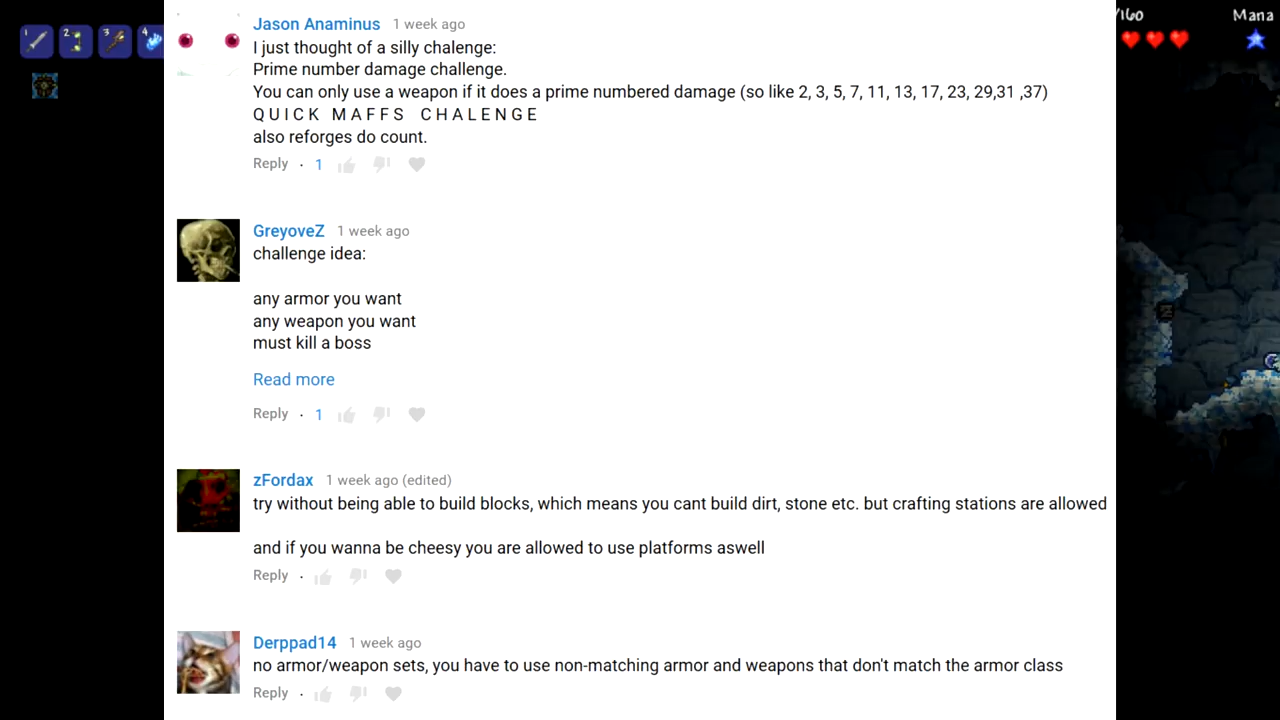 1 2 3 4
/160 Mana
Jason Anaminus 1 week ago
I just thought of a silly chalenge:
Prime number damage challenge.
You can only use a weapon if it does a prime numbered damage (so like 2, 3, 5, 7, 11, 13, 17, 23, 29,31 ,37)
Q U I C K   M A F F S   C H A L E N G E
also reforges do count.
Reply · 1
GreyoveZ 1 week ago
challenge idea:
any armor you want
any weapon you want
must kill a boss
Read more
Reply · 1
zFordax 1 week ago (edited)
try without being able to build blocks, which means you cant build dirt, stone etc. but crafting stations are allowed
and if you wanna be cheesy you are allowed to use platforms aswell
Reply ·
Derppad14 1 week ago
no armor/weapon sets, you have to use non-matching armor and weapons that don't match the armor class
Reply ·